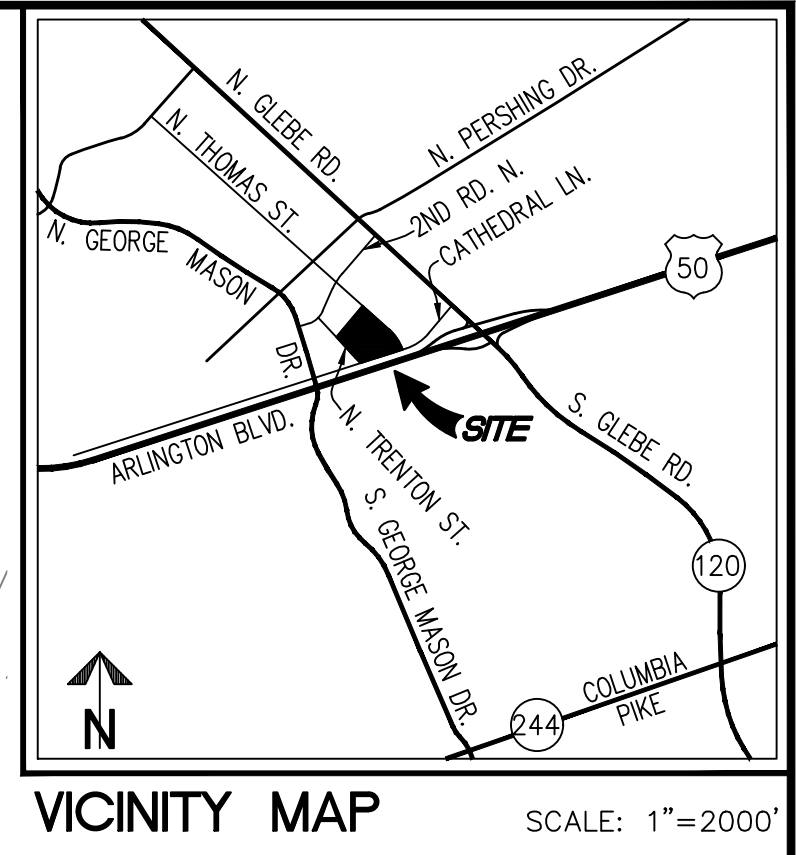 N. GLEBE RD.
N. PERSHING DR.
N. THOMAS ST.
2ND RD. N.
CATHEDRAL LN.
N. GEORGE MASON
DR.
50
ARLINGTON BLVD.
N. TRENTON ST.
SITE
S. GLEBE RD.
S. GEORGE MASON DR.
120
COLUMBIA
PIKE
244
N
VICINITY MAP
SCALE: 1"=2000'